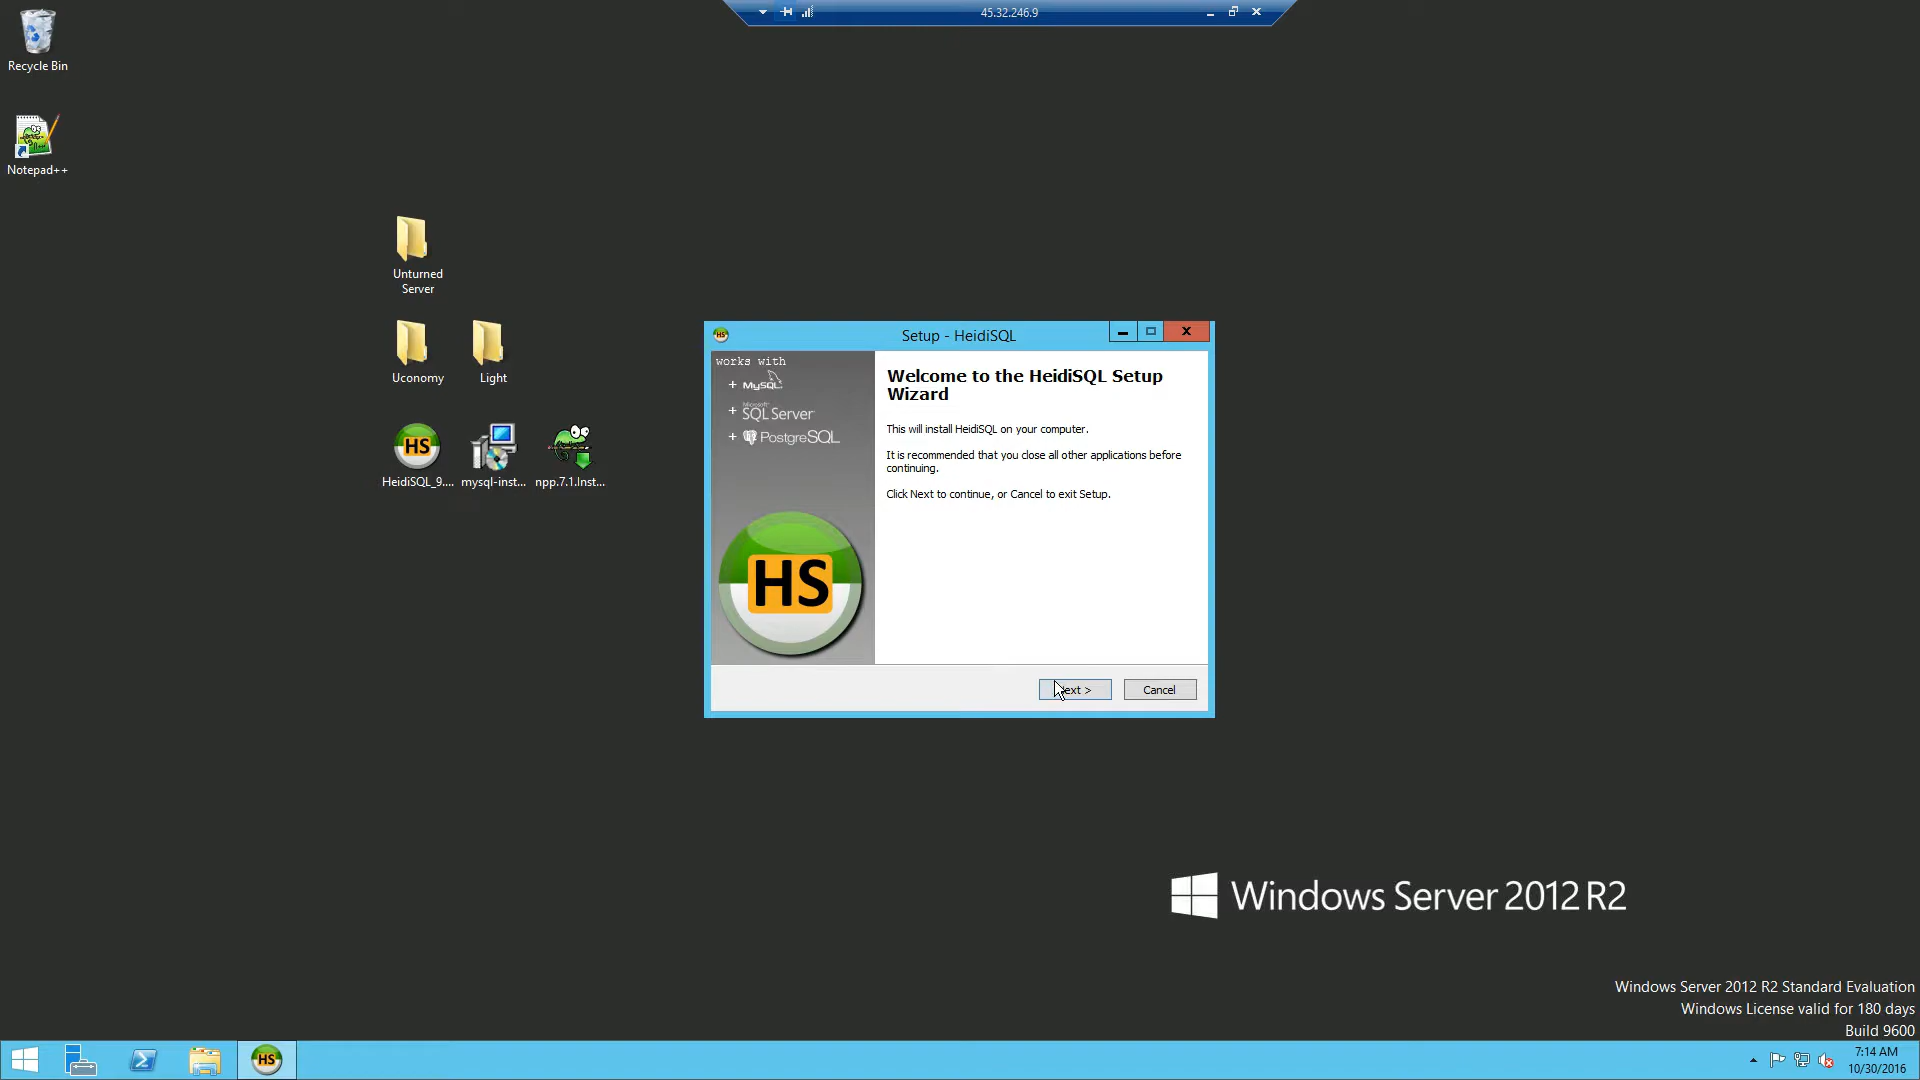 45.32.246.9
Recycle Bin
Notepad++
Unturned
Server
Uconomy
Light
HS
HeidiSQL_9....
mysql-inst...
npp.7.1.Inst...
HS
Setup - HeidiSQL
works with
+ MySQL
+ Microsoft SQL Server
+ PostgreSQL
HS
Welcome to the HeidiSQL Setup
Wizard
This will install HeidiSQL on your computer.
It is recommended that you close all other applications before
continuing.
Click Next to continue, or Cancel to exit Setup.
Next >
Cancel
Windows Server 2012 R2
Windows Server 2012 R2 Standard Evaluation
Windows License valid for 180 days
Build 9600
HS
7:14 AM
10/30/2016